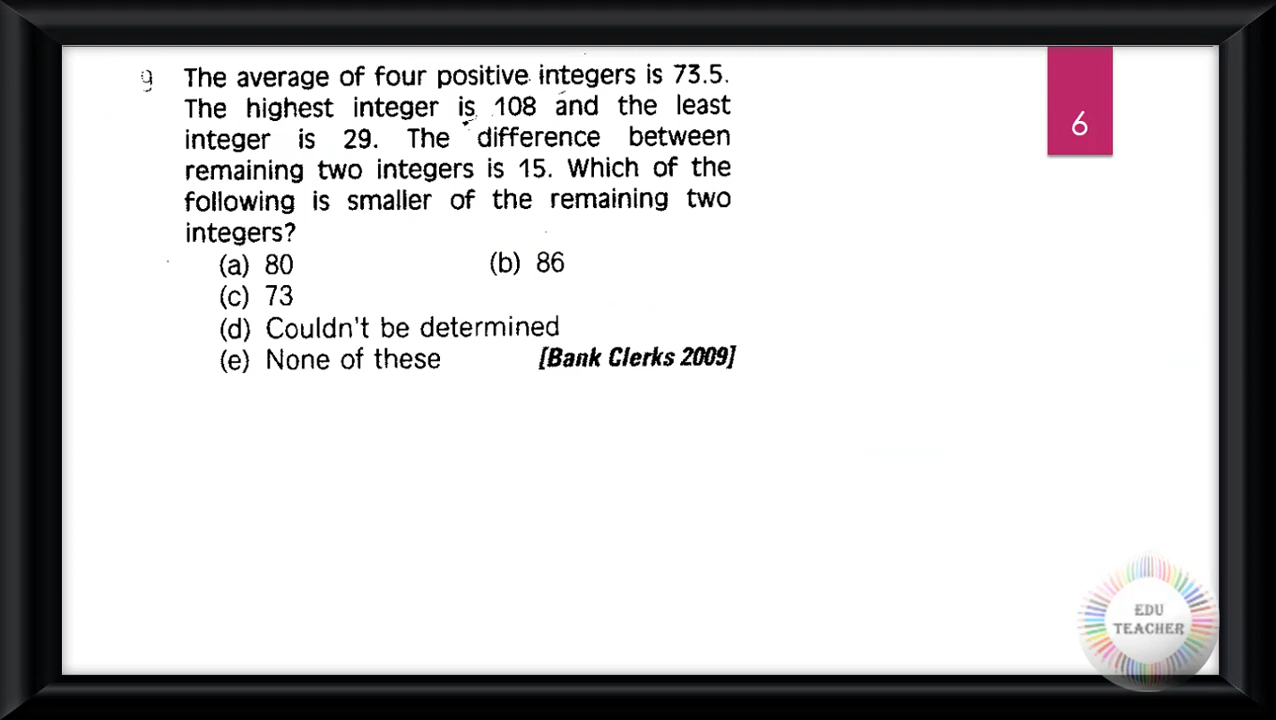 9 The average of four positive integers is 73.5.
The highest integer is 108 and the least
integer is 29. The difference between
remaining two integers is 15. Which of the
following is smaller of the remaining two
integers?
(a) 80 (b) 86
(c) 73
(d) Couldn't be determined
(e) None of these [Bank Clerks 2009]
6
EDU
TEACHER